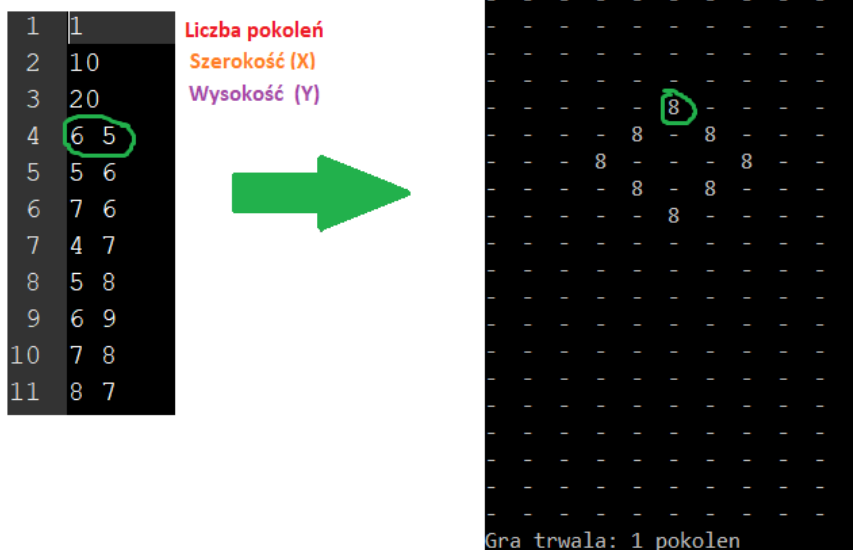 1 1
2 10
3 20
4 6 5
5 5 6
6 7 6
7 4 7
8 5 8
9 6 9
10 7 8
11 8 7
Liczba pokoleń
Szerokość (X)
Wysokość (Y)
- - - - - - - - - -
- - - - - - - - - -
- - - - - - - - - -
- - - - - - - - - -
- - - - - 8 - - - -
- - - - 8 - 8 - - -
- - - 8 - - - 8 - -
- - - - 8 - 8 - - -
- - - - - 8 - - - -
- - - - - - - - - -
- - - - - - - - - -
- - - - - - - - - -
- - - - - - - - - -
- - - - - - - - - -
- - - - - - - - - -
- - - - - - - - - -
- - - - - - - - - -
- - - - - - - - - -
- - - - - - - - - -
- - - - - - - - - -
Gra trwala: 1 pokolen